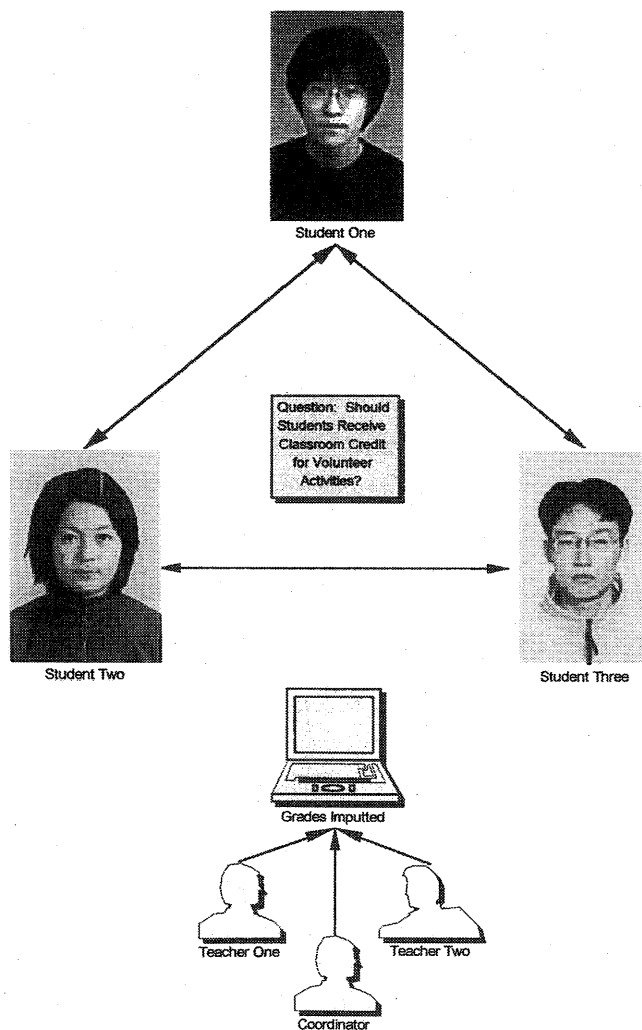 Student One
Question: Should
Students Receive
Classroom Credit
for Volunteer
Activities?
Student Two
Student Three
Grades Imputted
Teacher One
Teacher Two
Coordinator